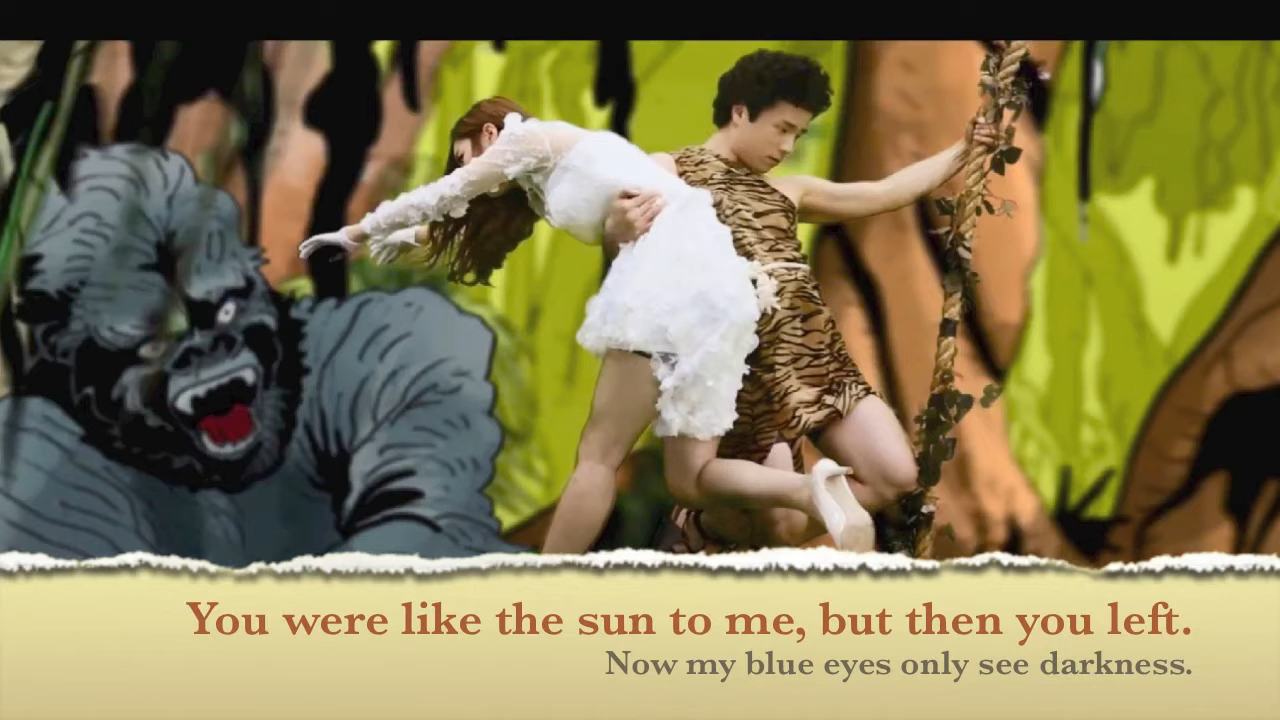 You were like the sun to me, but then you left.
Now my blue eyes only see darkness.